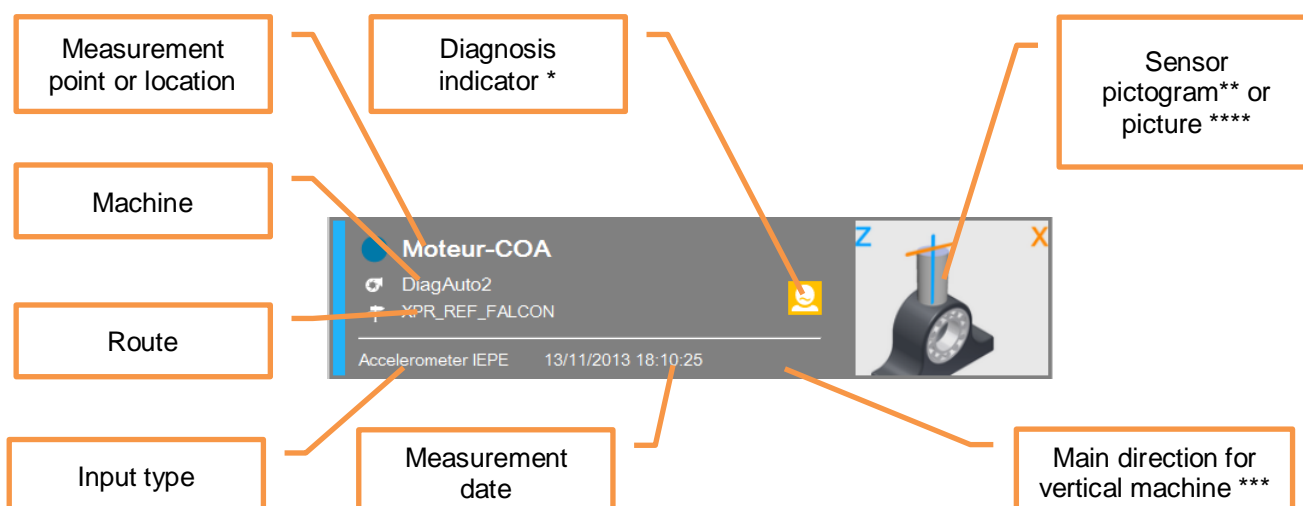 Measurement
point or location
Diagnosis
indicator *
Sensor
pictogram** or
picture ****
Machine
Z
X
Moteur-COA
DiagAuto2
XPR_REF_FALCON
Route
Accelerometer IEPE 13/11/2013 18:10:25
Input type
Measurement
date
Main direction for
vertical machine ***